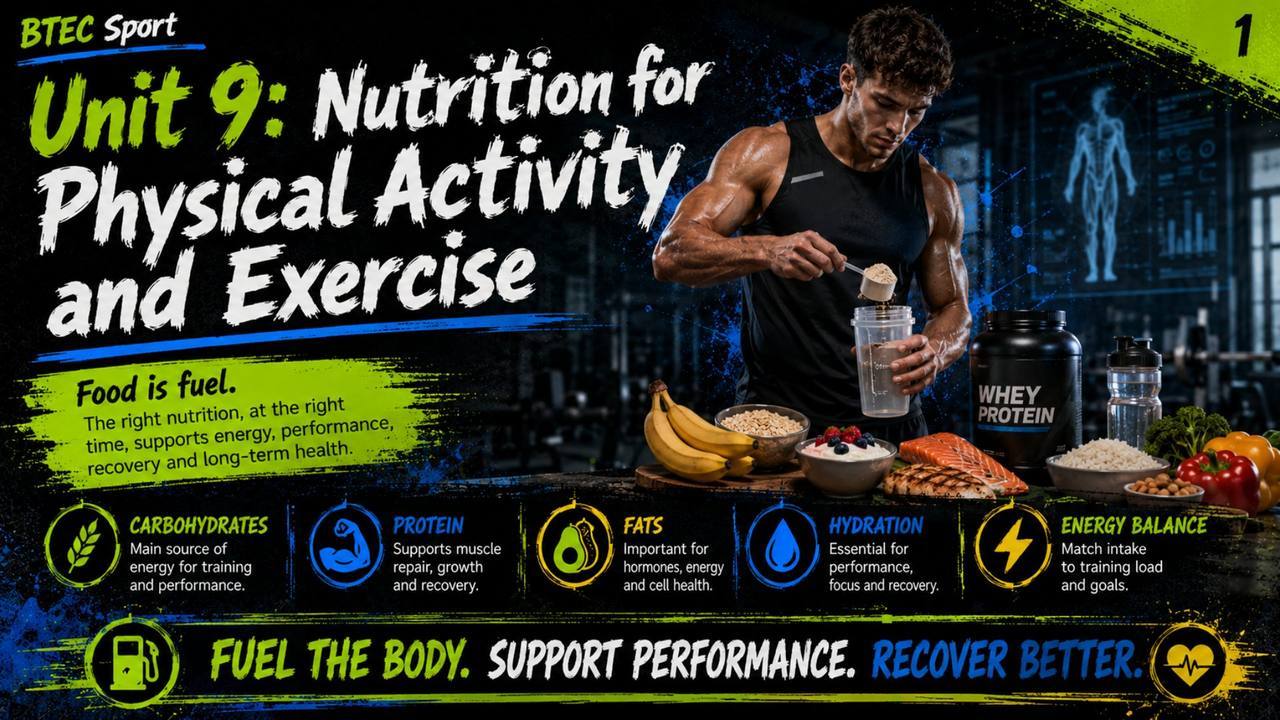 BTEC Sport
1
Unit 9: Nutrition for
Physical Activity
and Exercise
Food is fuel.
The right nutrition, at the right
time, supports energy, performance,
recovery and long-term health.
WHEY
PROTEIN
CARBOHYDRATES
Main source of
energy for training
and performance.
PROTEIN
Supports muscle
repair, growth
and recovery.
FATS
Important for
hormones, energy
and cell health.
HYDRATION
Essential for
performance,
focus and recovery.
ENERGY BALANCE
Match intake
to training load
and goals.
FUEL THE BODY. SUPPORT PERFORMANCE. RECOVER BETTER.